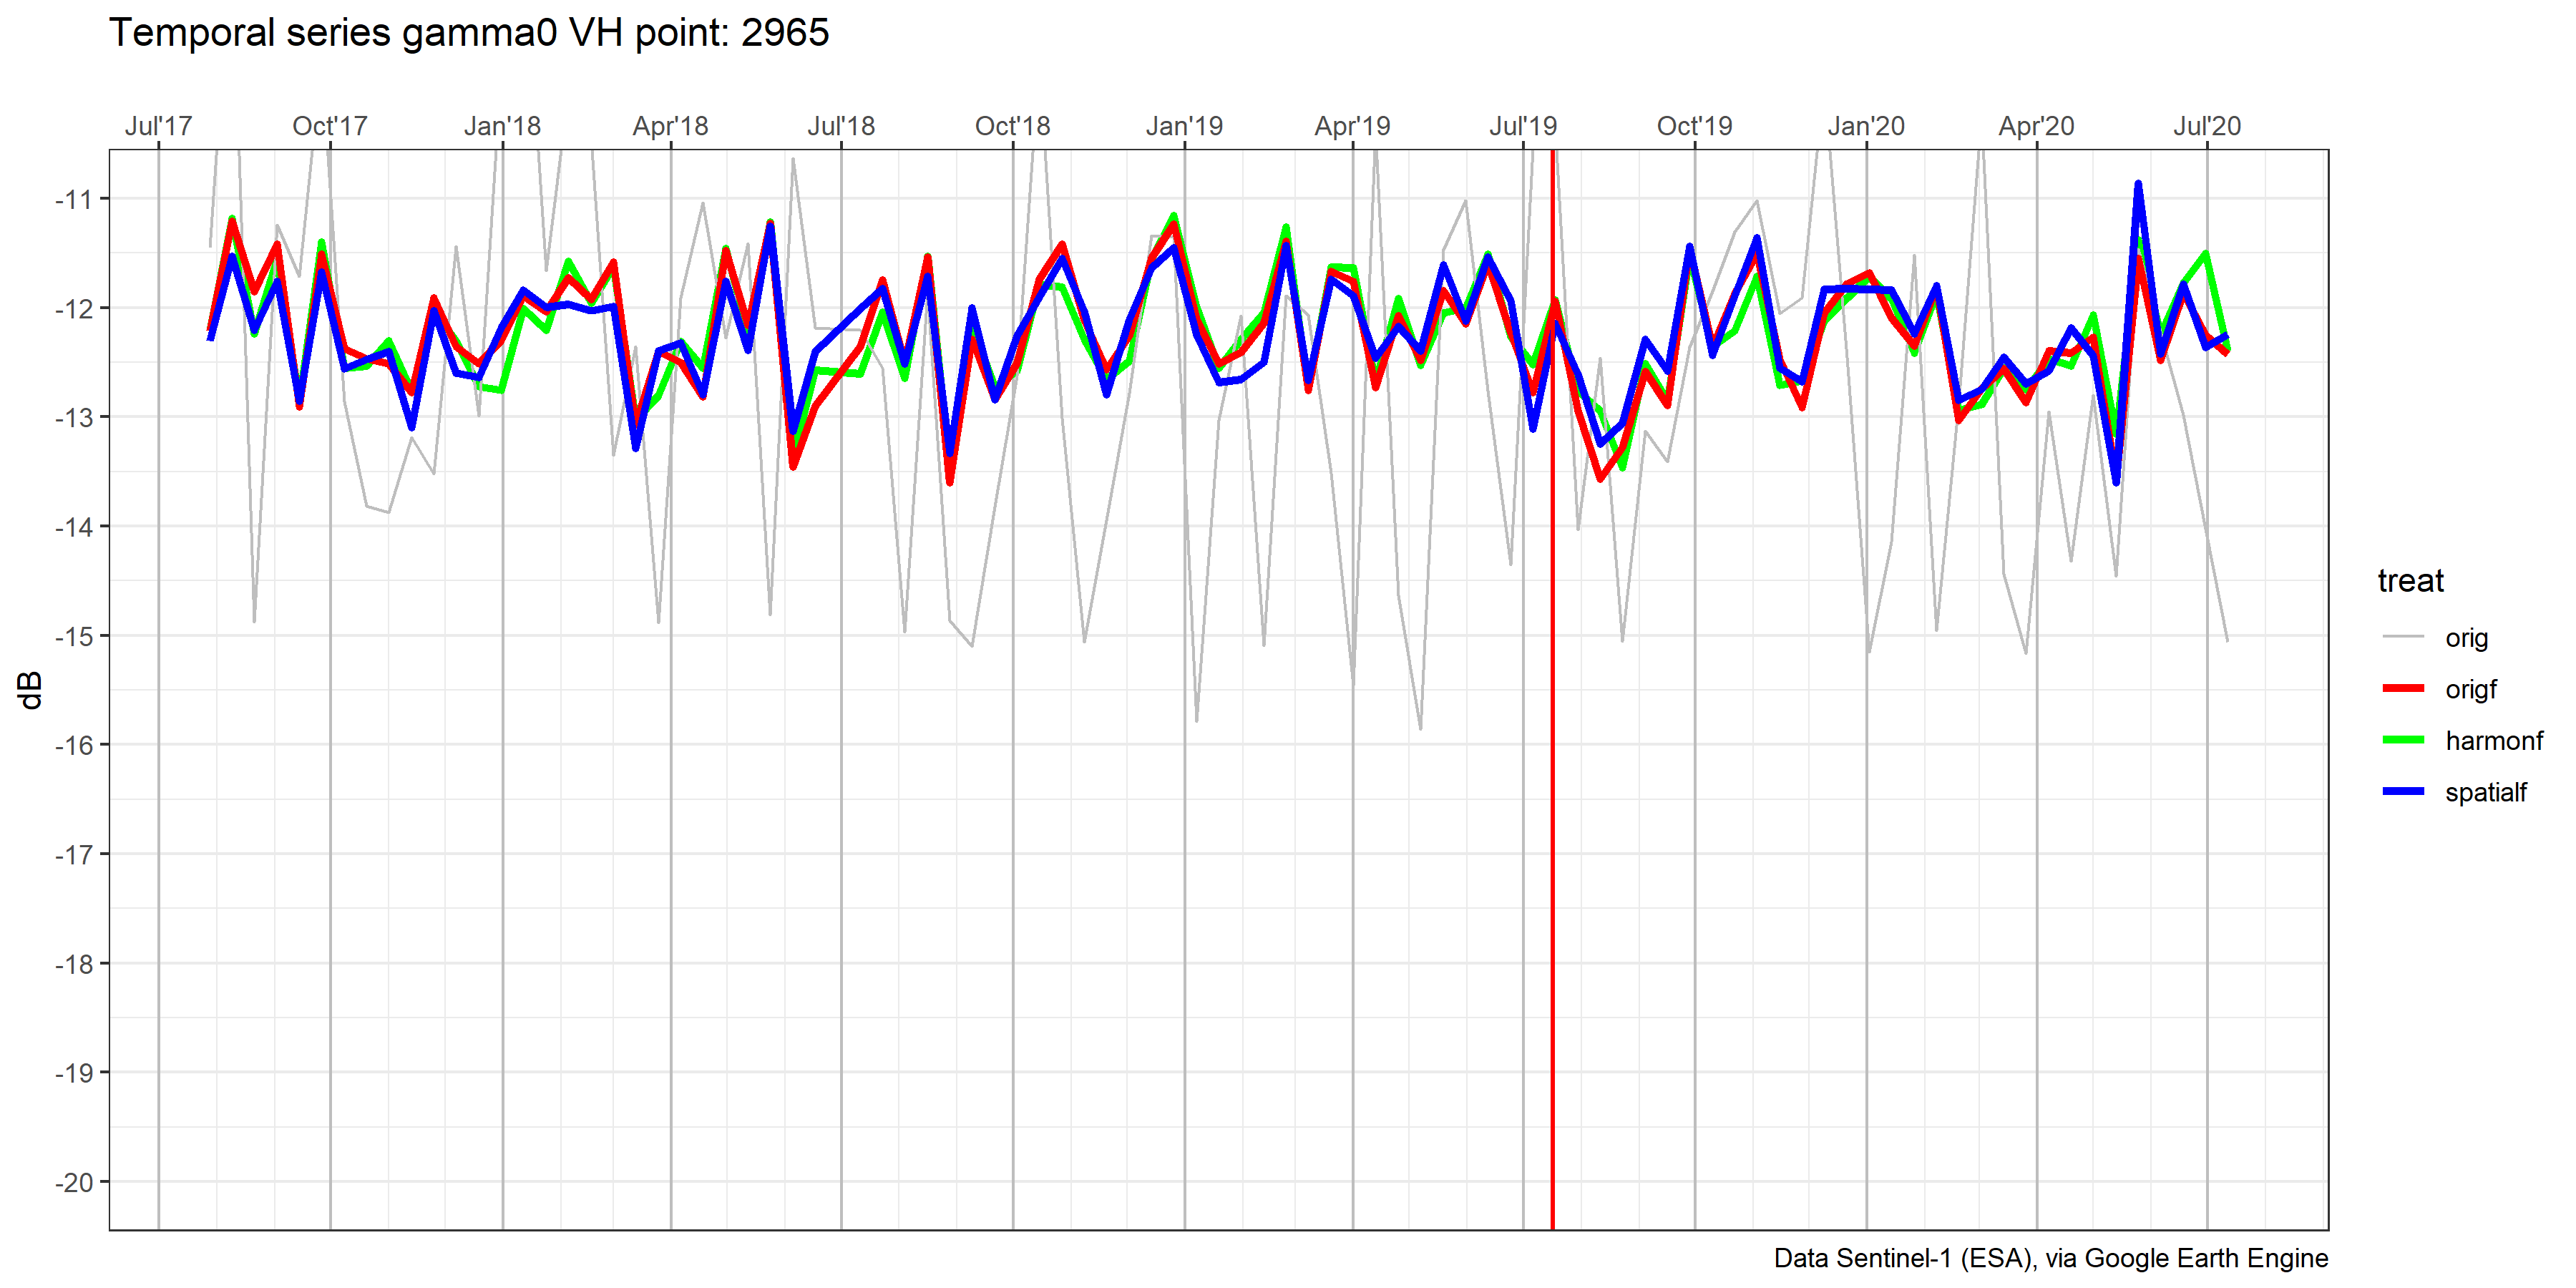 Temporal series gamma0 VH point: 2965
Jul'17 Oct'17 Jan'18 Apr'18 Jul'18 Oct'18 Jan'19 Apr'19 Jul'19 Oct'19 Jan'20 Apr'20 Jul'20
-11
-12
-13
-14
-15
-16
-17
-18
-19
-20
dB
treat
orig
origf
harmonf
spatialf
Data Sentinel-1 (ESA), via Google Earth Engine